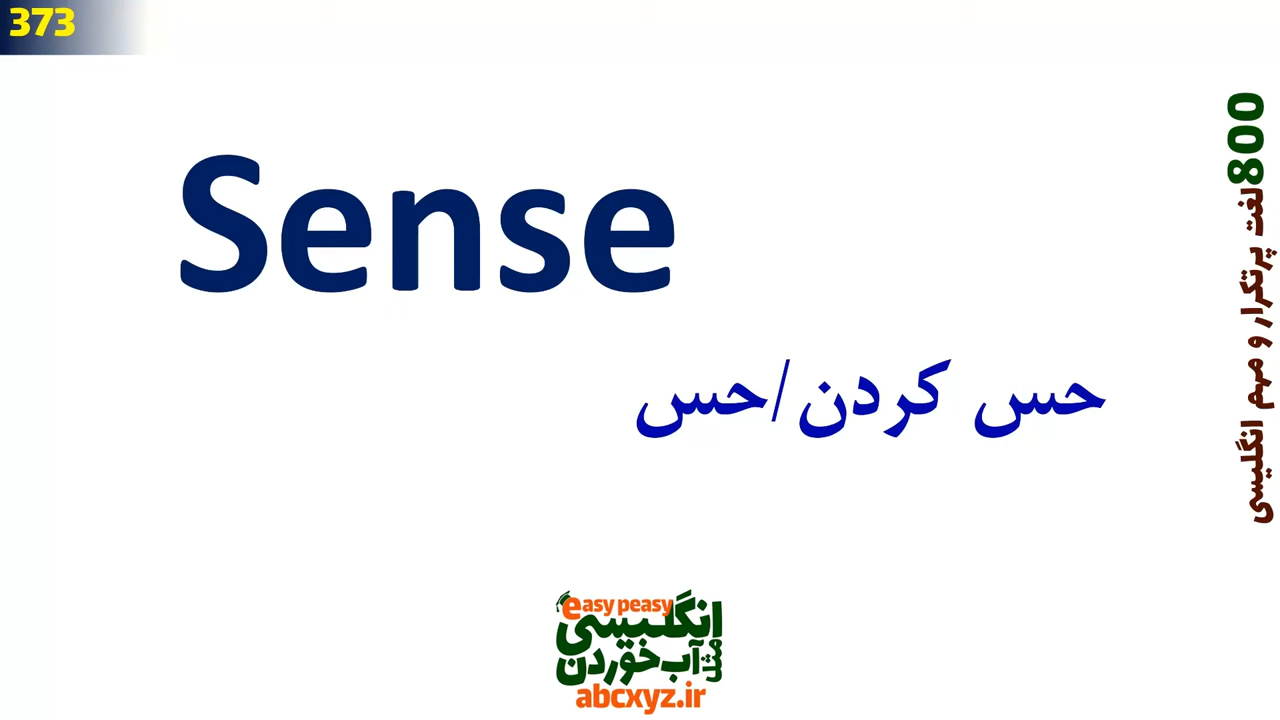 373
Sense
حس کردن/حس
800 لغت پرتکرار و مهم انگلیسی
easy peasy
انگلیسی
مثل آب خوردن
abcxyz.ir